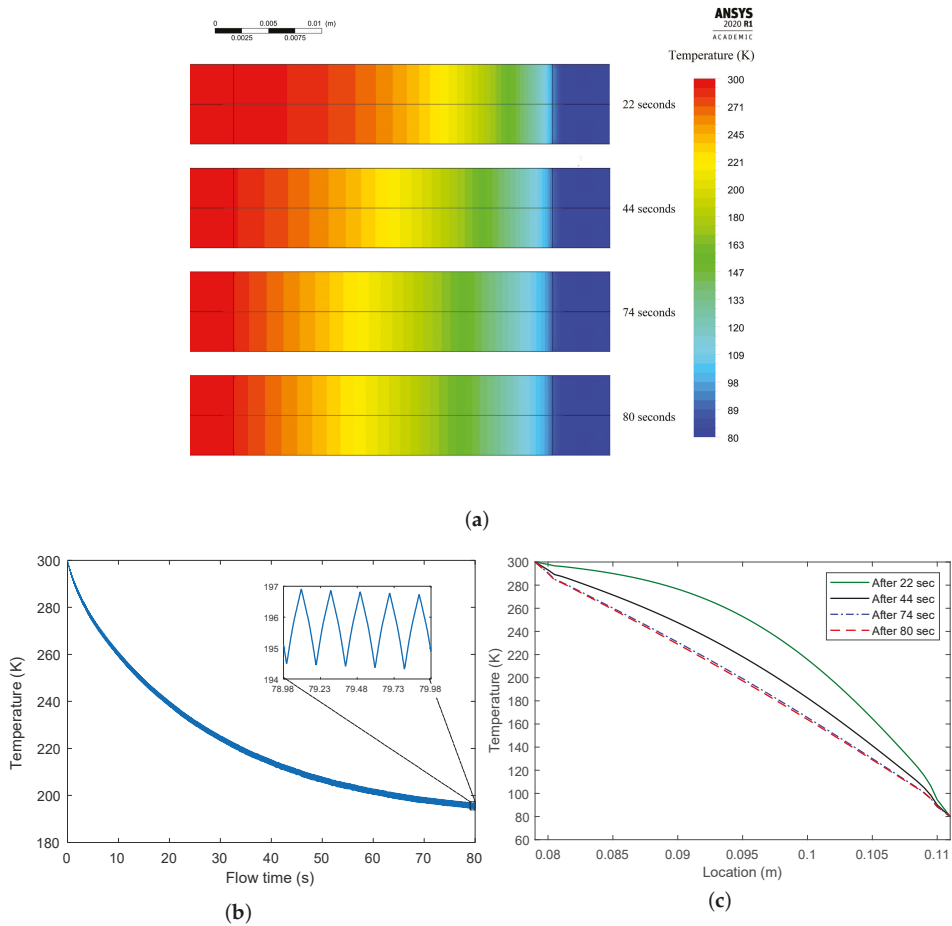 0 0.005 0.01 (m)
0.0025 0.0075
ANSYS
2020 R1
ACADEMIC
Temperature (K)
300
271
245
221
200
180
163
147
133
120
109
98
89
80
22 seconds
44 seconds
74 seconds
80 seconds
(a)
300
280
260
240
220
200
180
0 10 20 30 40 50 60 70 80
Temperature (K)
Flow time (s)
197
196
195
194
78.98 79.23 79.48 79.73 79.98
(b)
300
280
260
240
220
200
180
160
140
120
100
80
60
0.08 0.085 0.09 0.095 0.1 0.105 0.11
Temperature (K)
Location (m)
After 22 sec
After 44 sec
After 74 sec
After 80 sec
(c)